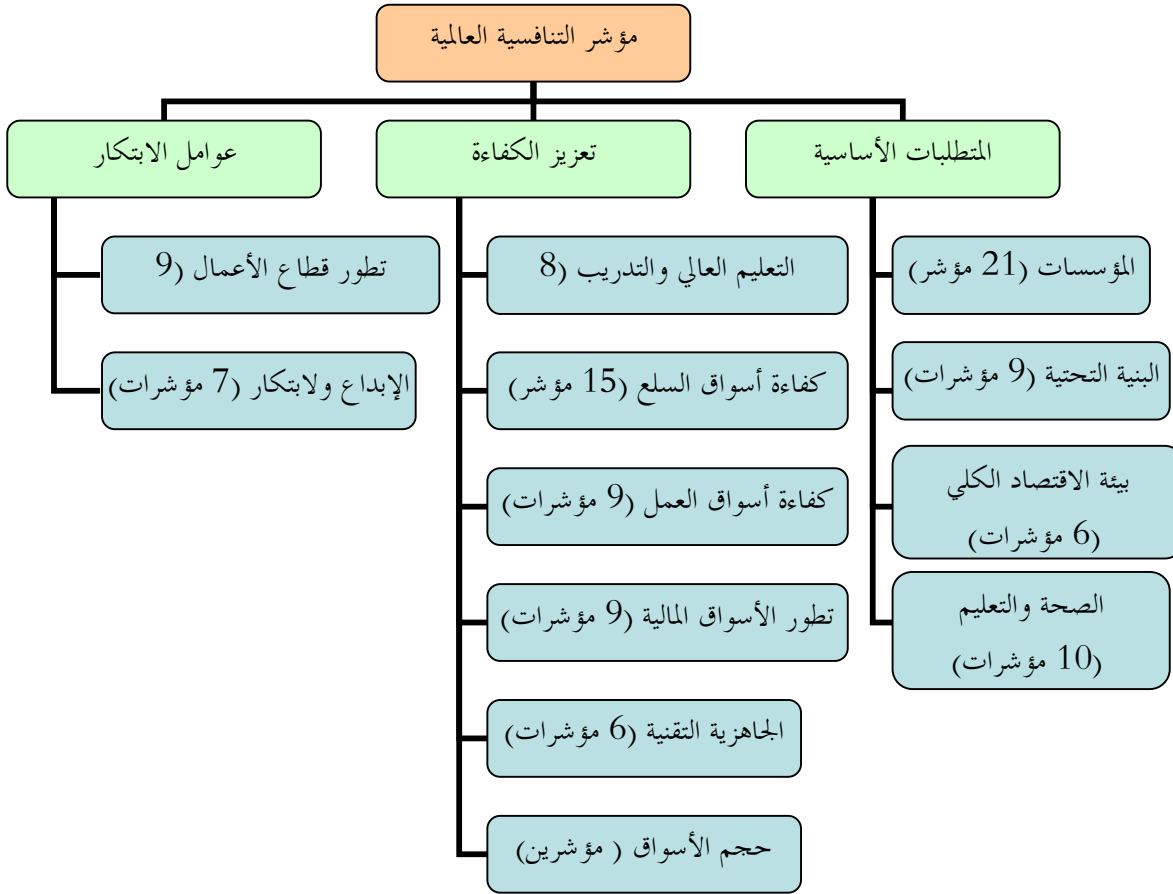 مؤشر التنافسية العالمية
المتطلبات الأساسية
تعزيز الكفاءة
عوامل الابتكار
المؤسسات (21 مؤشر)
البنية التحتية (9 مؤشرات)
بيئة الاقتصاد الكلي
(6 مؤشرات)
الصحة والتعليم
(10 مؤشرات)
التعليم العالي والتدريب (8
كفاءة أسواق السلع (15 مؤشر)
كفاءة أسواق العمل (9 مؤشرات)
تطور الأسواق المالية (9 مؤشرات)
الجاهزية التقنية (6 مؤشرات)
حجم الأسواق ( مؤشرين)
تطور قطاع الأعمال (9
الإبداع ولابتكار (7 مؤشرات)